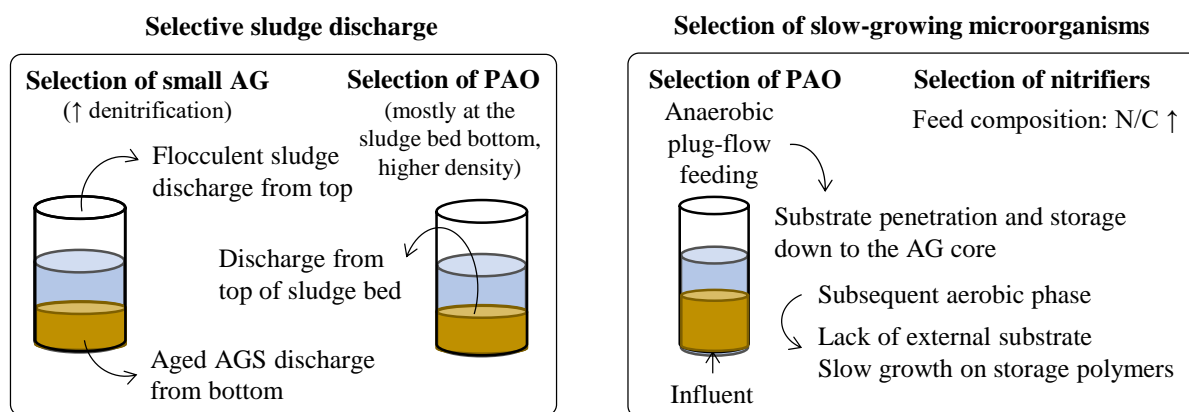 Selective sludge discharge
Selection of small AG
(↑ denitrification)
Flocculent sludge
discharge from top
Aged AGS discharge
from bottom
Selection of PAO
(mostly at the
sludge bed bottom,
higher density)
Discharge from
top of sludge bed
Selection of slow-growing microorganisms
Selection of PAO
Anaerobic
plug-flow
feeding
Substrate penetration and storage
down to the AG core
Subsequent aerobic phase
Lack of external substrate
Slow growth on storage polymers
Influent
Selection of nitrifiers
Feed composition: N/C ↑